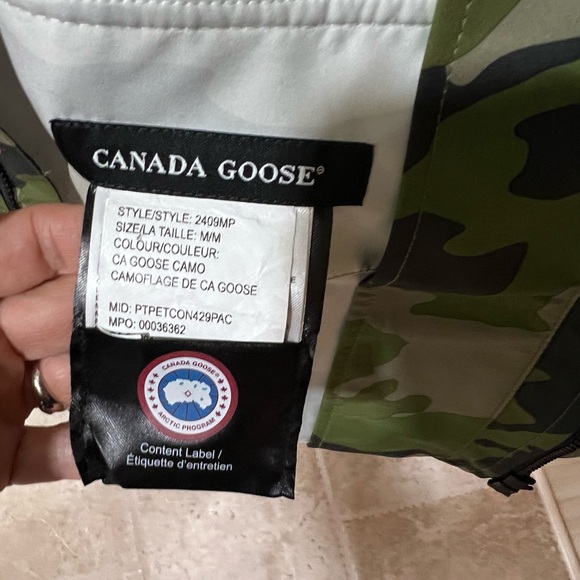 CANADA GOOSE®
STYLE/STYLE: 2409MP
SIZE/LA TAILLE: M/M
COLOUR/COULEUR:
CA GOOSE CAMO
CAMOFLAGE DE CA GOOSE
MID: PTPETCON429PAC
MPO: 00036362
CANADA GOOSE®
ARCTIC PROGRAM
Content Label /
Étiquette d'entretien